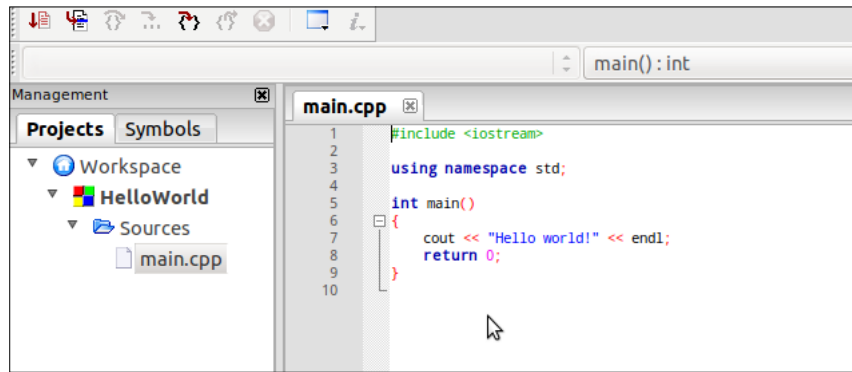 main() : int
Management
Projects Symbols
Workspace
HelloWorld
Sources
main.cpp
main.cpp
1 #include <iostream>
2
3 using namespace std;
4
5 int main()
6 {
7 cout << "Hello world!" << endl;
8 return 0;
9 }
10